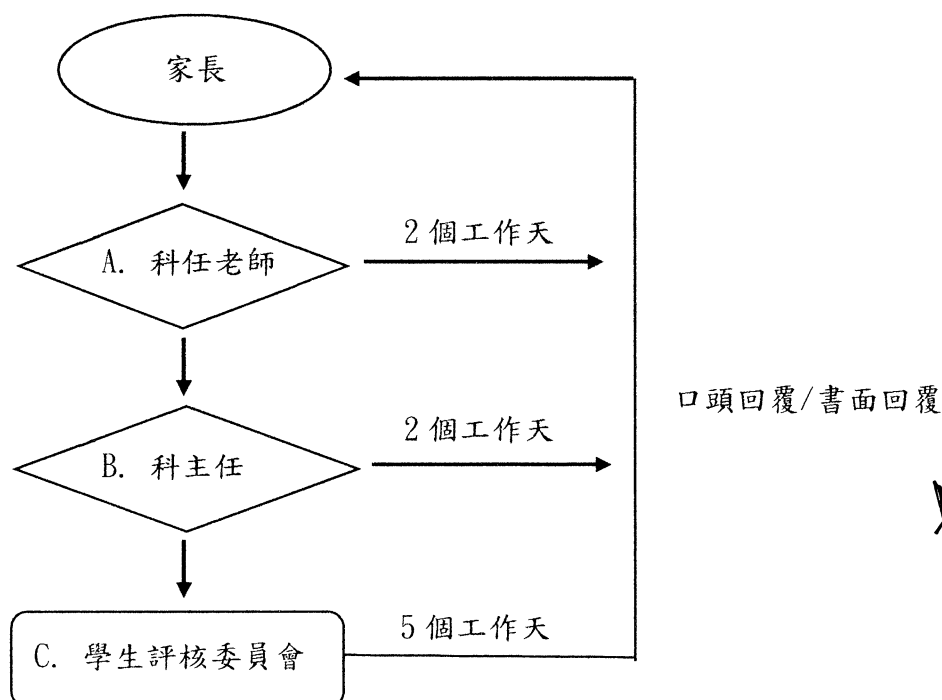 家長
2 個工作天
A. 科任老師
口頭回覆/書面回覆
2 個工作天
B. 科主任
5 個工作天
C. 學生評核委員會